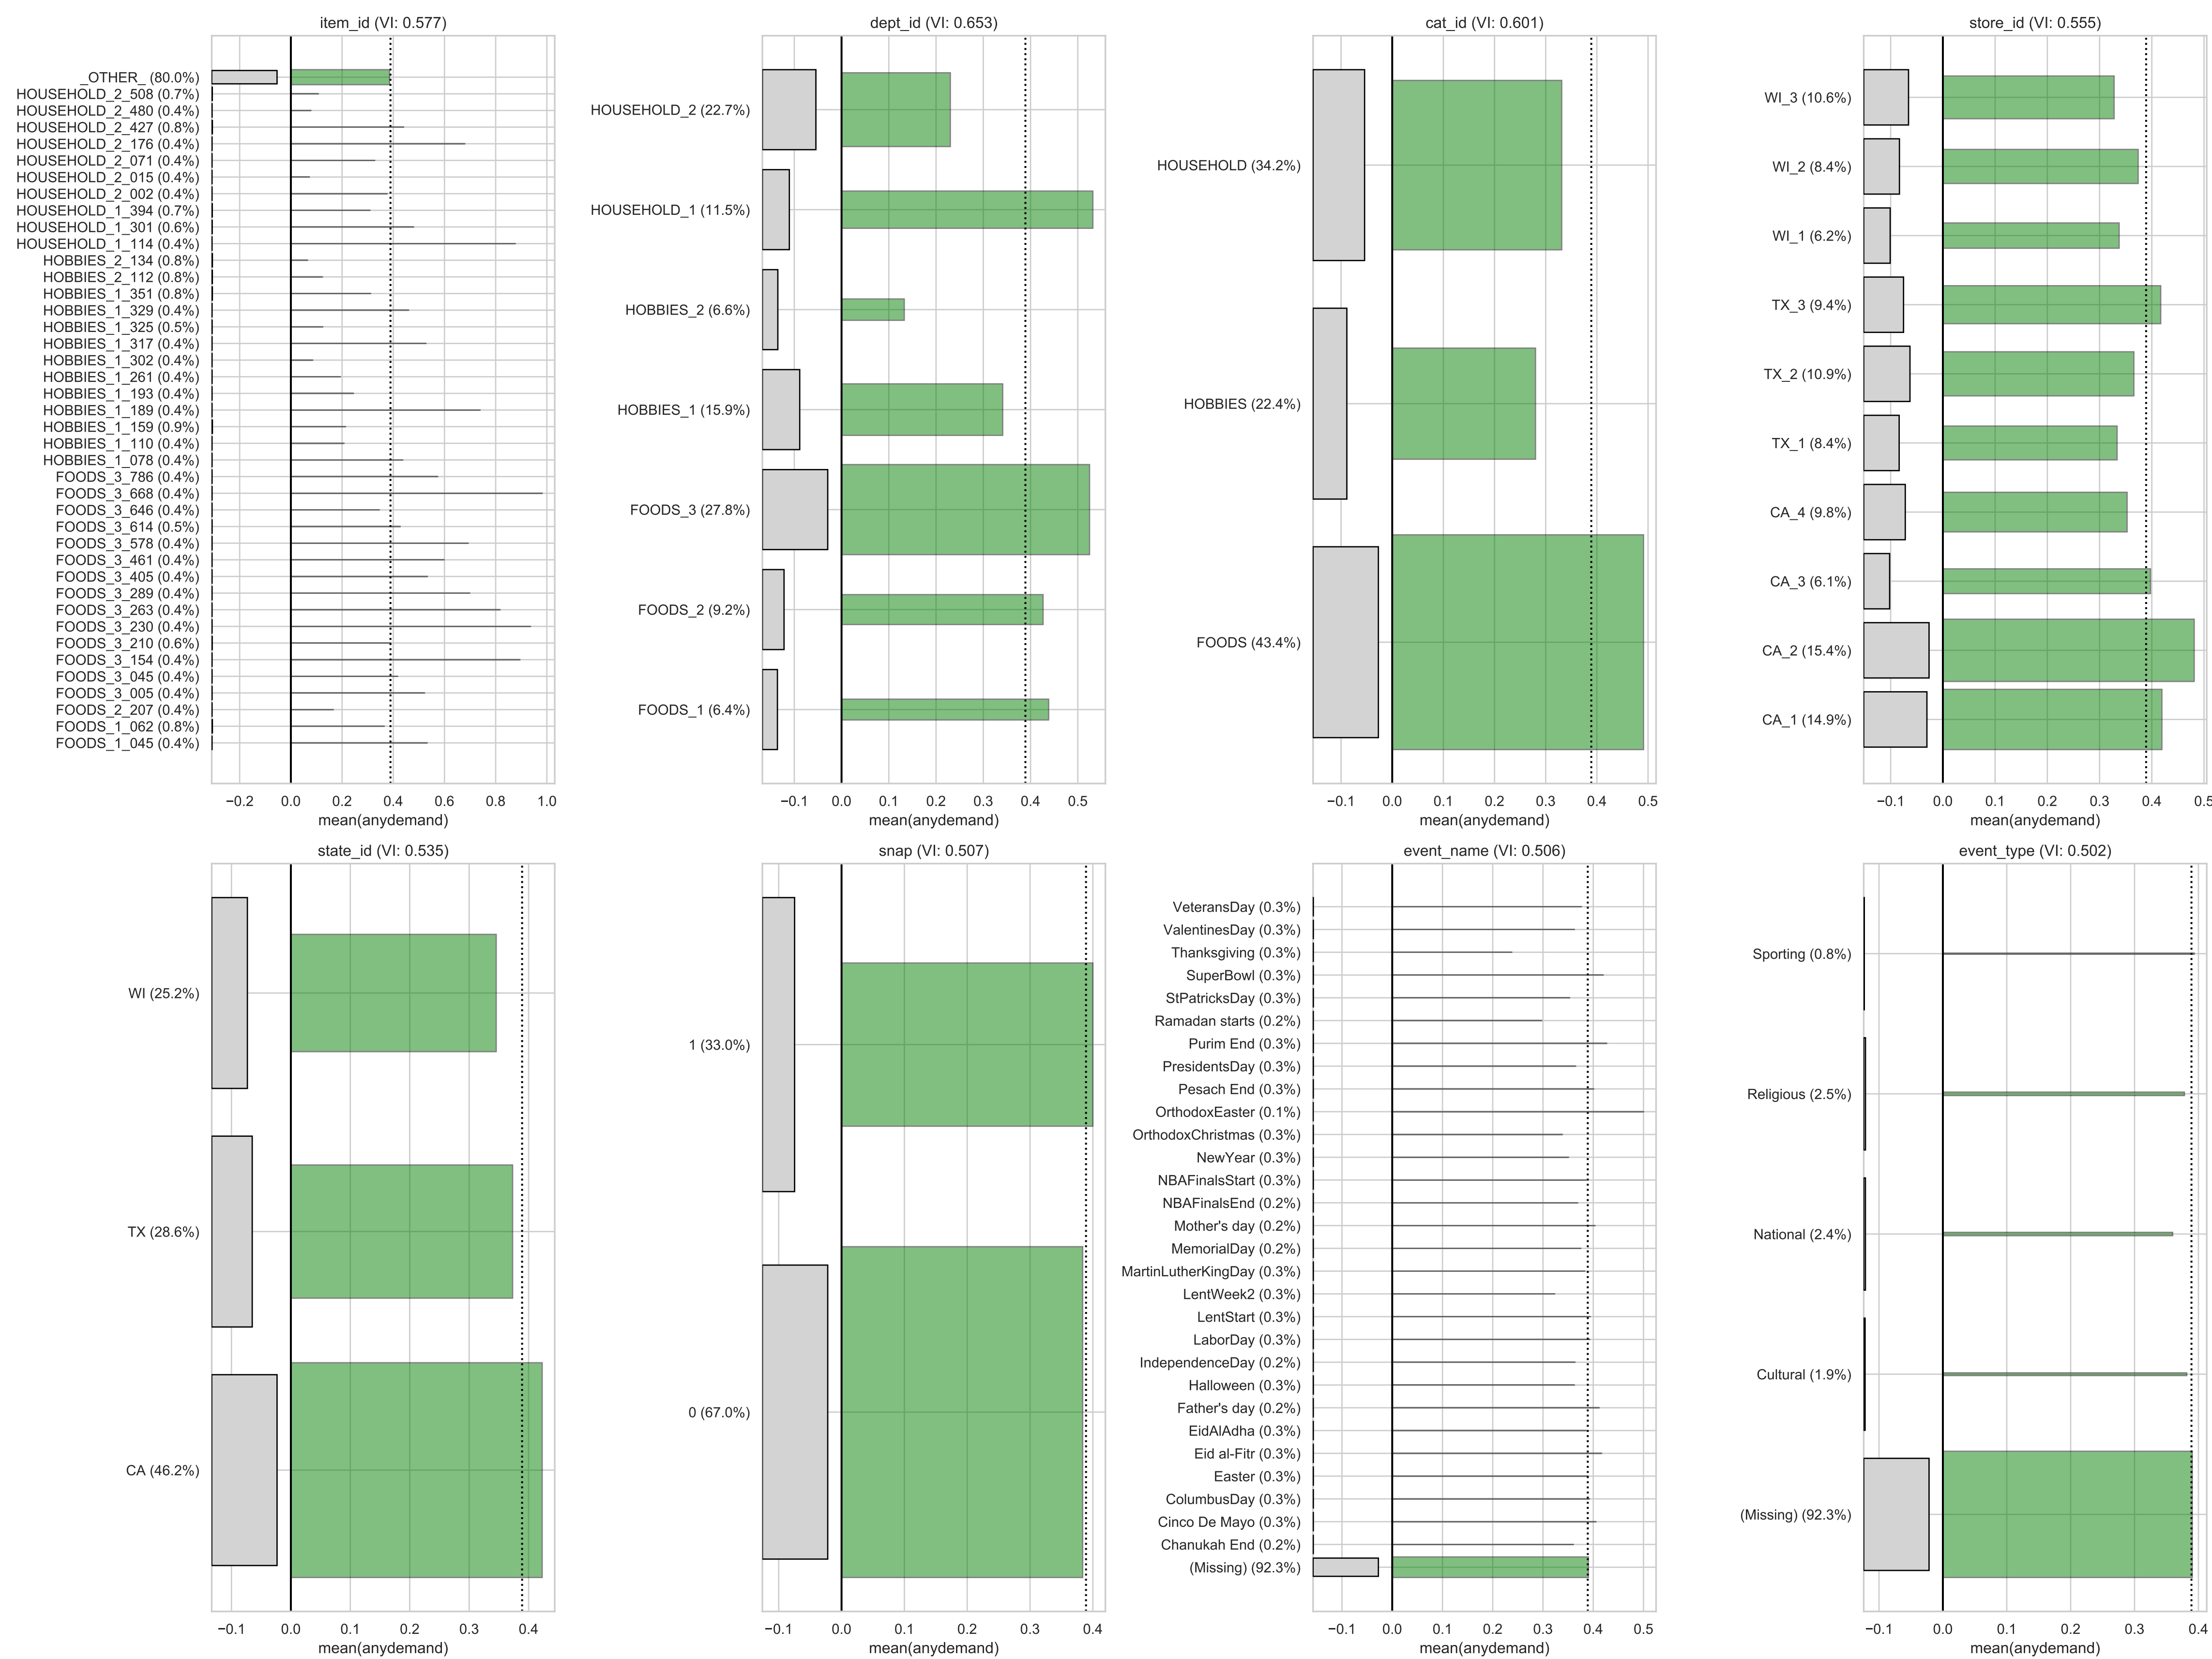 item_id (VI: 0.577)
_OTHER_ (80.0%)
HOUSEHOLD_2_508 (0.7%)
HOUSEHOLD_2_480 (0.4%)
HOUSEHOLD_2_427 (0.8%)
HOUSEHOLD_2_176 (0.4%)
HOUSEHOLD_2_071 (0.4%)
HOUSEHOLD_2_015 (0.4%)
HOUSEHOLD_2_002 (0.4%)
HOUSEHOLD_1_394 (0.7%)
HOUSEHOLD_1_301 (0.6%)
HOUSEHOLD_1_114 (0.4%)
HOBBIES_2_134 (0.8%)
HOBBIES_2_112 (0.8%)
HOBBIES_1_351 (0.8%)
HOBBIES_1_329 (0.4%)
HOBBIES_1_325 (0.5%)
HOBBIES_1_317 (0.4%)
HOBBIES_1_302 (0.4%)
HOBBIES_1_261 (0.4%)
HOBBIES_1_193 (0.4%)
HOBBIES_1_189 (0.4%)
HOBBIES_1_159 (0.9%)
HOBBIES_1_110 (0.4%)
HOBBIES_1_078 (0.4%)
FOODS_3_786 (0.4%)
FOODS_3_668 (0.4%)
FOODS_3_646 (0.4%)
FOODS_3_614 (0.5%)
FOODS_3_578 (0.4%)
FOODS_3_461 (0.4%)
FOODS_3_405 (0.4%)
FOODS_3_289 (0.4%)
FOODS_3_263 (0.4%)
FOODS_3_230 (0.4%)
FOODS_3_210 (0.6%)
FOODS_3_154 (0.4%)
FOODS_3_045 (0.4%)
FOODS_3_005 (0.4%)
FOODS_2_207 (0.4%)
FOODS_1_062 (0.8%)
FOODS_1_045 (0.4%)
−0.2 0.0 0.2 0.4 0.6 0.8 1.0
mean(anydemand)
dept_id (VI: 0.653)
HOUSEHOLD_2 (22.7%)
HOUSEHOLD_1 (11.5%)
HOBBIES_2 (6.6%)
HOBBIES_1 (15.9%)
FOODS_3 (27.8%)
FOODS_2 (9.2%)
FOODS_1 (6.4%)
−0.1 0.0 0.1 0.2 0.3 0.4 0.5
mean(anydemand)
cat_id (VI: 0.601)
HOUSEHOLD (34.2%)
HOBBIES (22.4%)
FOODS (43.4%)
−0.1 0.0 0.1 0.2 0.3 0.4 0.5
mean(anydemand)
store_id (VI: 0.555)
WI_3 (10.6%)
WI_2 (8.4%)
WI_1 (6.2%)
TX_3 (9.4%)
TX_2 (10.9%)
TX_1 (8.4%)
CA_4 (9.8%)
CA_3 (6.1%)
CA_2 (15.4%)
CA_1 (14.9%)
−0.1 0.0 0.1 0.2 0.3 0.4 0.5
mean(anydemand)
state_id (VI: 0.535)
WI (25.2%)
TX (28.6%)
CA (46.2%)
−0.1 0.0 0.1 0.2 0.3 0.4
mean(anydemand)
snap (VI: 0.507)
1 (33.0%)
0 (67.0%)
−0.1 0.0 0.1 0.2 0.3 0.4
mean(anydemand)
event_name (VI: 0.506)
VeteransDay (0.3%)
ValentinesDay (0.3%)
Thanksgiving (0.3%)
SuperBowl (0.3%)
StPatricksDay (0.3%)
Ramadan starts (0.2%)
Purim End (0.3%)
PresidentsDay (0.3%)
Pesach End (0.3%)
OrthodoxEaster (0.1%)
OrthodoxChristmas (0.3%)
NewYear (0.3%)
NBAFinalsStart (0.3%)
NBAFinalsEnd (0.2%)
Mother's day (0.2%)
MemorialDay (0.2%)
MartinLutherKingDay (0.3%)
LentWeek2 (0.3%)
LentStart (0.3%)
LaborDay (0.3%)
IndependenceDay (0.2%)
Halloween (0.3%)
Father's day (0.2%)
EidAlAdha (0.3%)
Eid al-Fitr (0.3%)
Easter (0.3%)
ColumbusDay (0.3%)
Cinco De Mayo (0.3%)
Chanukah End (0.2%)
(Missing) (92.3%)
−0.1 0.0 0.1 0.2 0.3 0.4 0.5
mean(anydemand)
event_type (VI: 0.502)
Sporting (0.8%)
Religious (2.5%)
National (2.4%)
Cultural (1.9%)
(Missing) (92.3%)
−0.1 0.0 0.1 0.2 0.3 0.4
mean(anydemand)